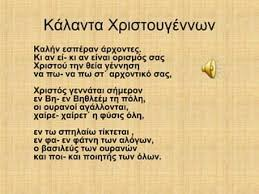 Κάλαντα Χριστουγέννων
Καλήν εσπέραν άρχοντες,
Κι αν εί- κι αν είναι ορισμός σας
Χριστού την θεία γέννηση
να πω- να πω στ΄ αρχοντικό σας,
Χριστός γεννάται σήμερον
εν Βη- εν Βηθλεέμ τη πόλη,
οι ουρανοί αγάλλονται,
χαίρε- χαίρετ΄ η φύσις όλη,
εν τω σπηλαίω τίκτεται ,
εν φα- εν φάτνη των αλόγων,
ο βασιλεύς των ουρανών
και ποι- και ποιητής των όλων.